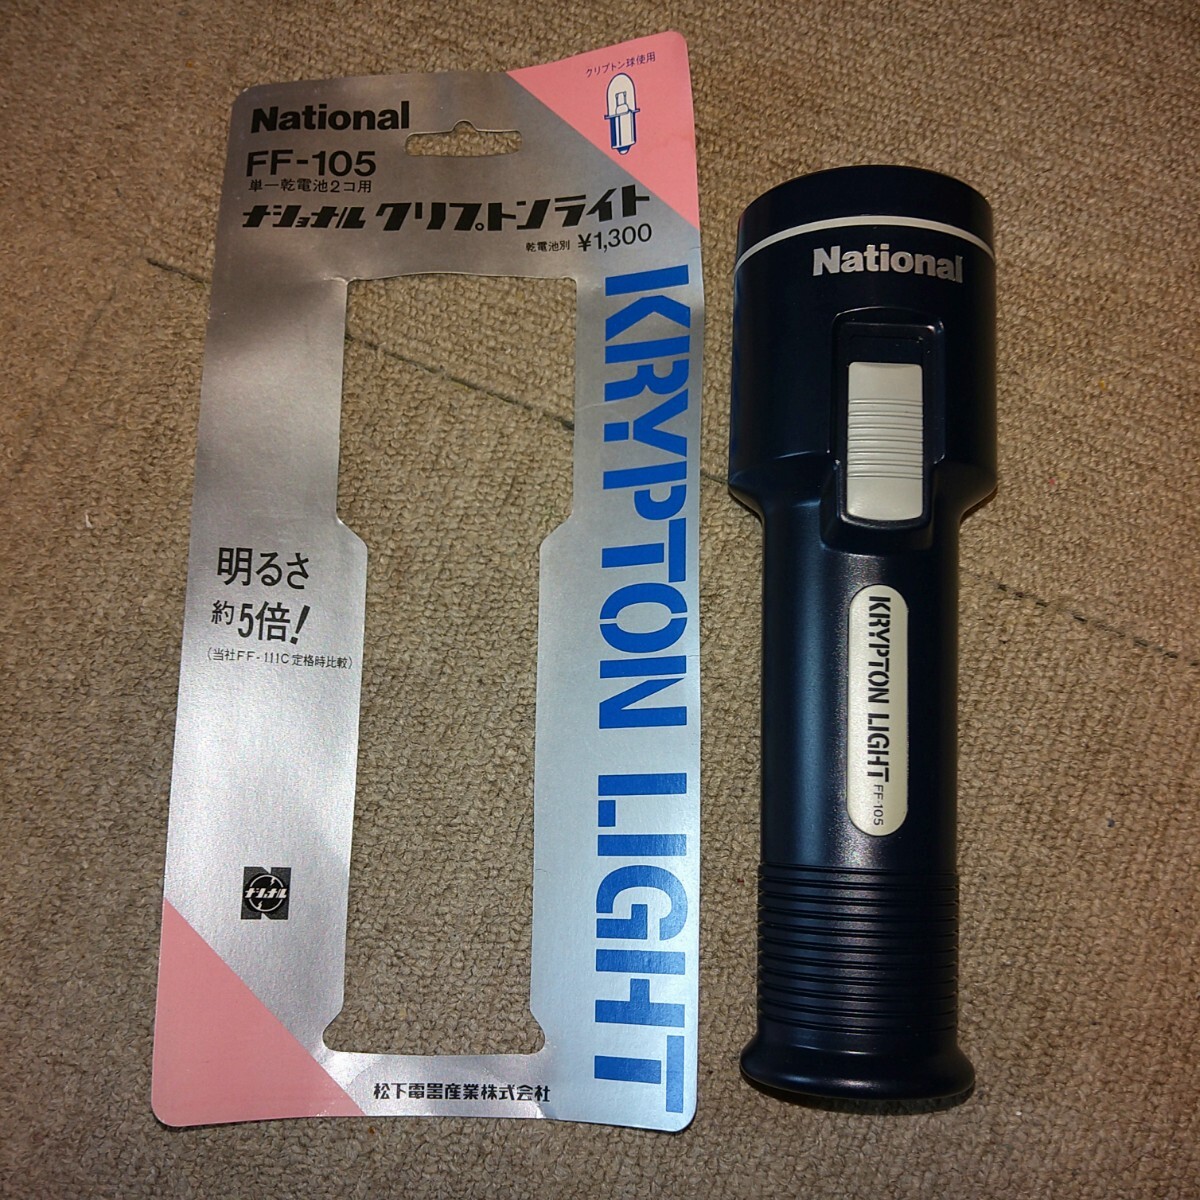 クリプトン球使用
National
FF-105
単一乾電池2コ用
ナショナル クリプトンライト
乾電池別 ¥1,300
KRYPTON LIGHT
明るさ
約5倍!
(当社FF-111C定格時比較)
ナショナル
松下電器産業株式会社
National
KRYPTON LIGHT FF-105